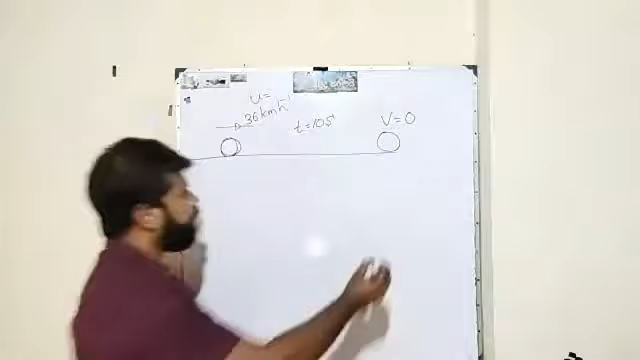 u=
36kmh⁻¹
t=10s
V=0